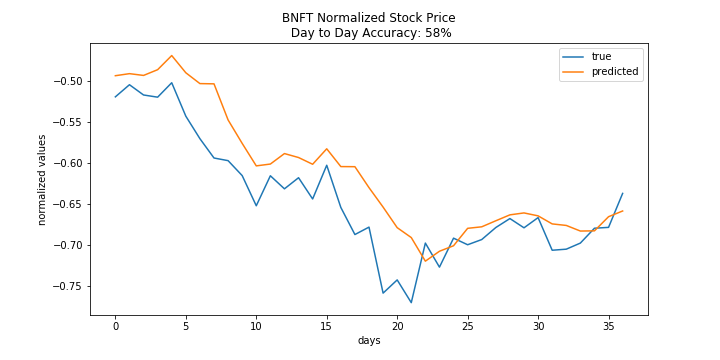 BNFT Normalized Stock Price
Day to Day Accuracy: 58%
true
predicted
normalized values
−0.50
−0.55
−0.60
−0.65
−0.70
−0.75
0 5 10 15 20 25 30 35
days